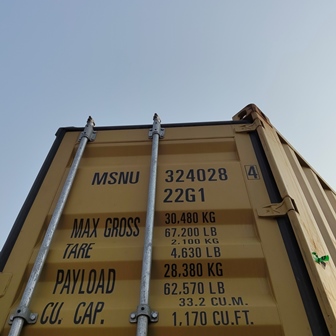 MSNU 324028 4
22G1
MAX GROSS 30.480 KG
67.200 LB
TARE 2.100 KG
4.630 LB
PAYLOAD 28.380 KG
62.570 LB
CU. CAP. 33.2 CU.M.
1,170 CU.FT.